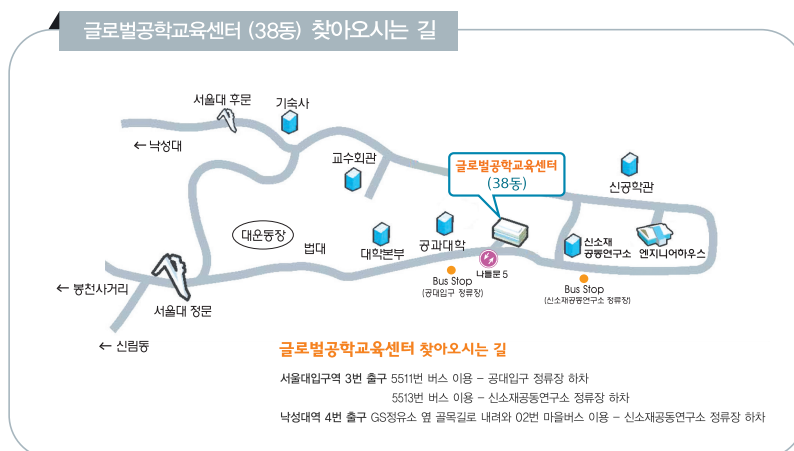 글로벌공학교육센터 (38동) 찾아오시는 길
서울대 후문
기숙사
← 낙성대
교수회관
글로벌공학교육센터
(38동)
신공학관
대운동장
법대
대학본부
공과대학
신소재
공동연구소
엔지니어하우스
나들문 5
Bus Stop
(공대입구 정류장)
Bus Stop
(신소재공동연구소 정류장)
← 봉천사거리
서울대 정문
← 신림동
글로벌공학교육센터 찾아오시는 길
서울대입구역 3번 출구 5511번 버스 이용 – 공대입구 정류장 하차
5513번 버스 이용 – 신소재공동연구소 정류장 하차
낙성대역 4번 출구 GS정유소 옆 골목길로 내려와 02번 마을버스 이용 – 신소재공동연구소 정류장 하차